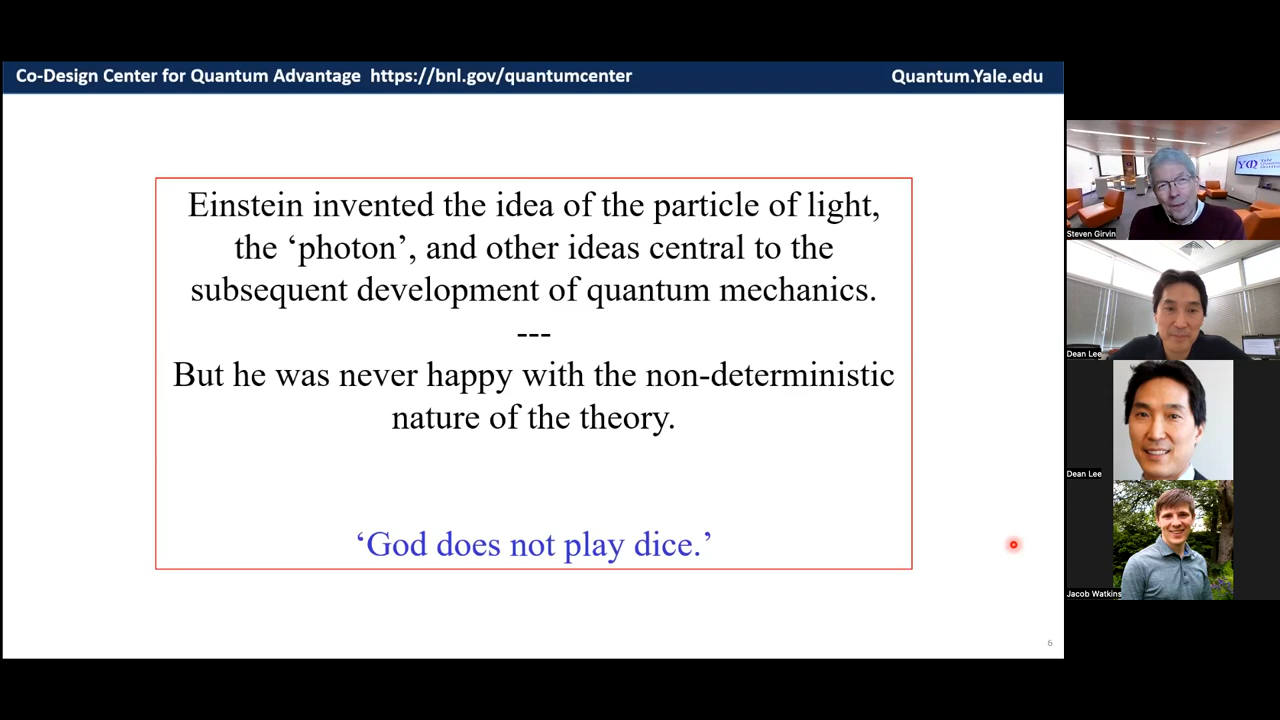 Co-Design Center for Quantum Advantage https://bnl.gov/quantumcenter
Quantum.Yale.edu
Einstein invented the idea of the particle of light,
the ‘photon’, and other ideas central to the
subsequent development of quantum mechanics.
---
But he was never happy with the non-deterministic
nature of the theory.
‘God does not play dice.’
6
Steven Girvin
Dean Lee
Dean Lee
Jacob Watkins